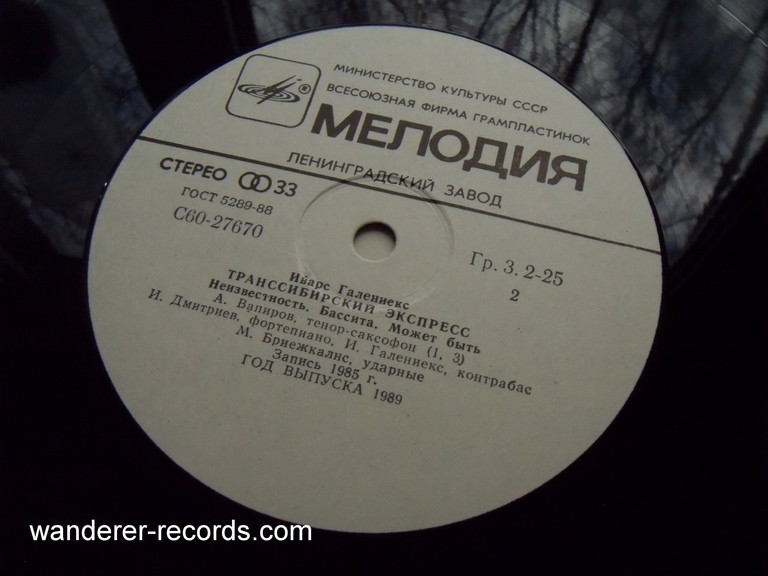 МИНИСТЕРСТВО КУЛЬТУРЫ СССР
ВСЕСОЮЗНАЯ ФИРМА ГРАМПЛАСТИНОК
®
МЕЛОДИЯ
ЛЕНИНГРАДСКИЙ ЗАВОД
СТЕРЕО 33
ГОСТ 5289-88
С60-27670
Гр. 3. 2-25
2
Иварс Галениекс
ТРАНССИБИРСКИЙ ЭКСПРЕСС
Неизвестность. Бассита. Может быть
А. Вапиров, тенор-саксофон (1, 3)
И. Дмитриев, фортепиано, И. Галениекс, контрабас
М. Бриежкалнс, ударные
Запись 1985 г.
ГОД ВЫПУСКА 1989
wanderer-records.com